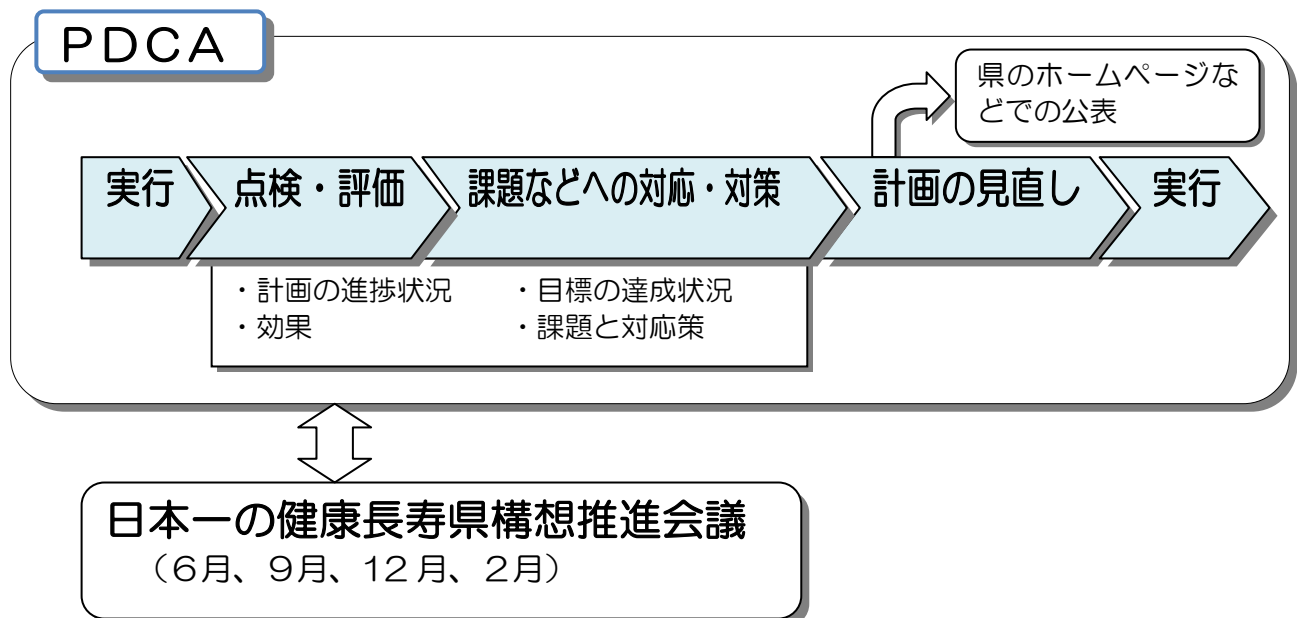 PDCA
県のホームページな
どでの公表
実行
点検・評価
課題などへの対応・対策
計画の見直し
実行
・計画の進捗状況
・目標の達成状況
・効果
・課題と対応策
日本一の健康長寿県構想推進会議
（6月、9月、12月、2月）